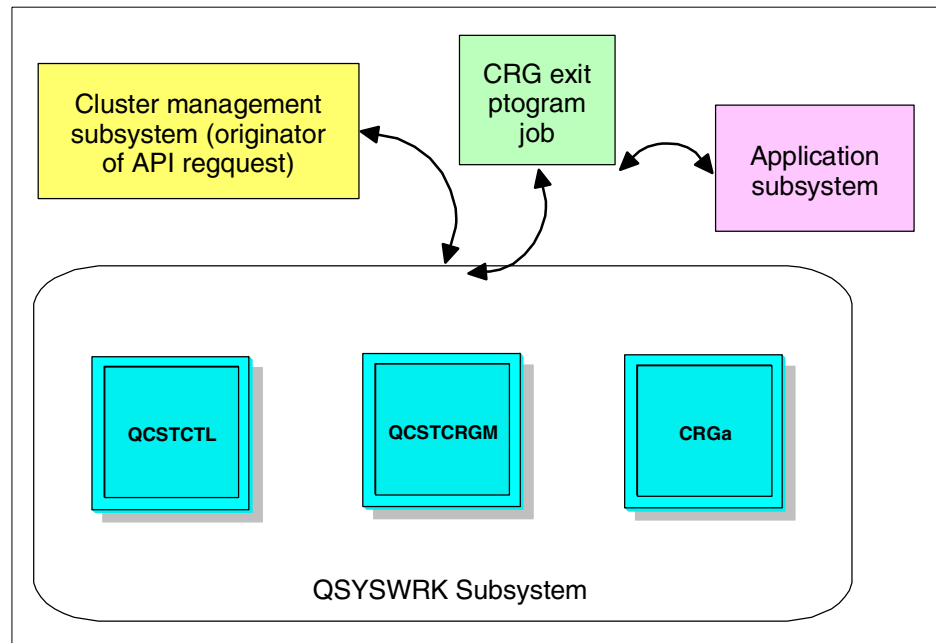 Cluster management
subsystem (originator
of API regquest)
CRG exit
ptogram
job
Application
subsystem
QCSTCTL
QCSTCRGM
CRGa
QSYSWRK Subsystem